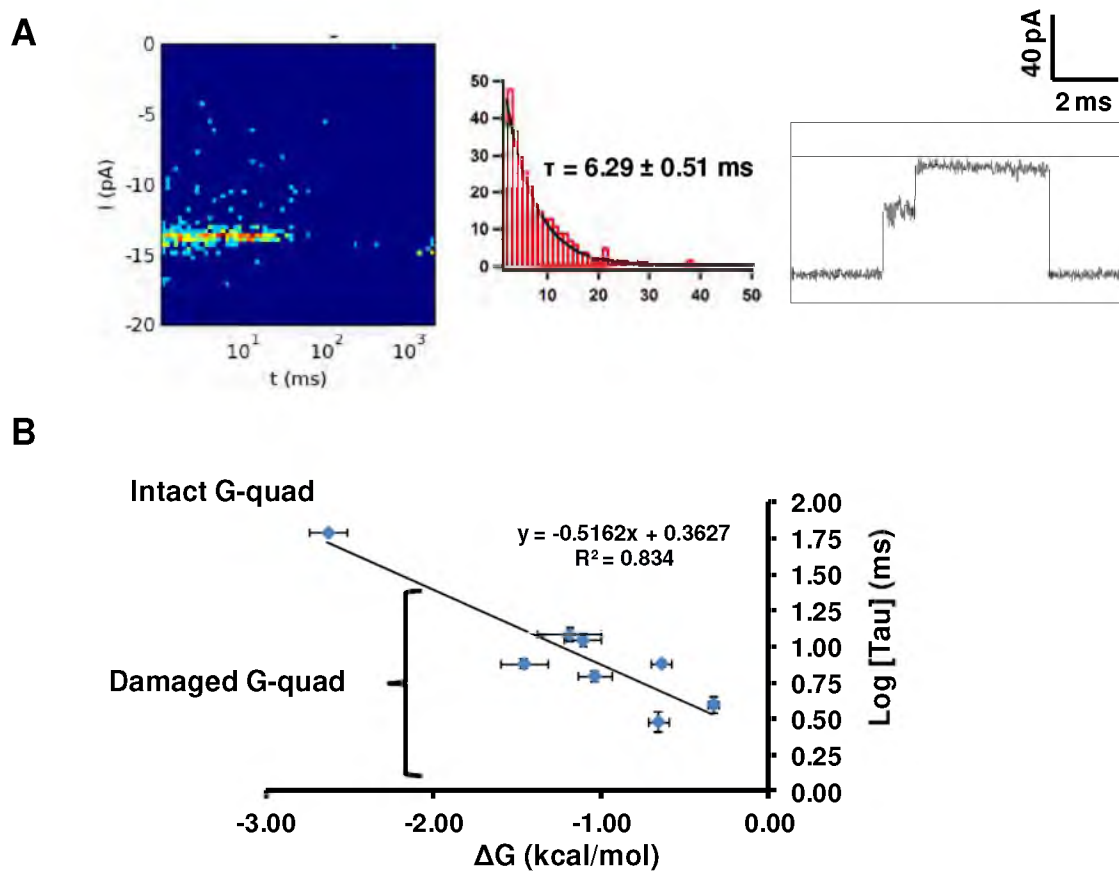 A
0
-5
-10
-15
-20
I (pA)
10¹
10²
10³
t (ms)
50
40
30
20
10
0
τ = 6.29 ± 0.51 ms
10
20
30
40
50
40 pA
2 ms
B
Intact G-quad
Damaged G-quad
y = -0.5162x + 0.3627
R² = 0.834
2.00
1.75
1.50
1.25
1.00
0.75
0.50
0.25
0.00
Log [Tau] (ms)
-3.00
-2.00
-1.00
0.00
ΔG (kcal/mol)